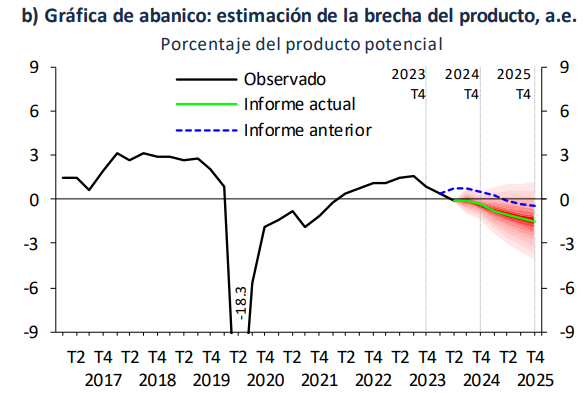 b) Gráfica de abanico: estimación de la brecha del producto, a.e.
Porcentaje del producto potencial
9 9
6 6
3 3
0 0
-3 -3
-6 -6
-9 -9
Observado
Informe actual
Informe anterior
2023 2024 2025
T4 T4 T4
-18.3
T2 T4 T2 T4 T2 T4 T2 T4 T2 T4 T2 T4 T2 T4 T2 T4 T2 T4
2017 2018 2019 2020 2021 2022 2023 2024 2025